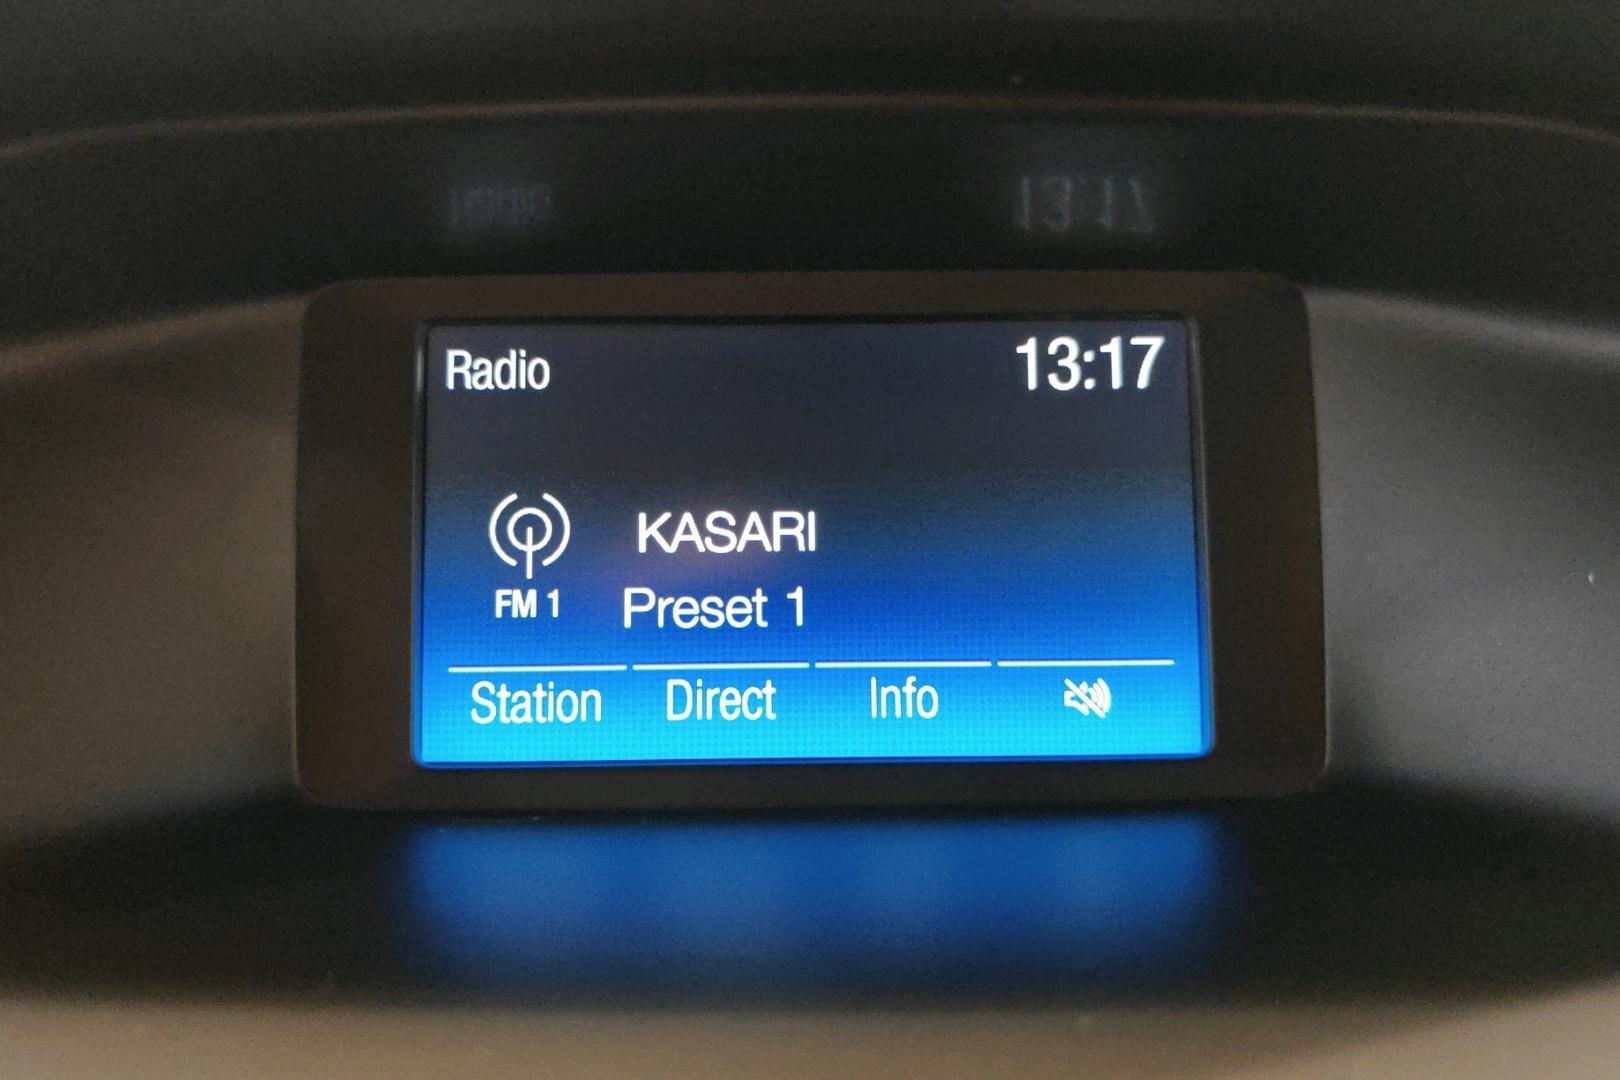 Radio
13:17
KASARI
FM 1
Preset 1
Station
Direct
Info